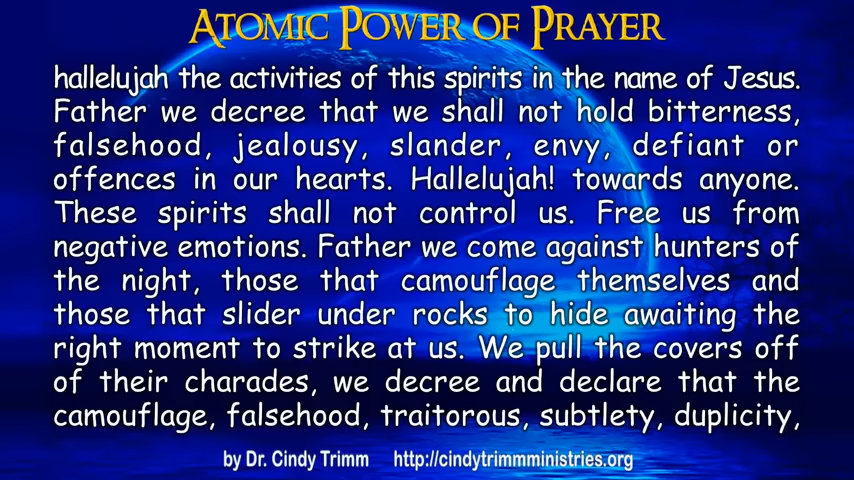 Atomic Power of Prayer
hallelujah the activities of this spirits in the name of Jesus.
Father we decree that we shall not hold bitterness,
falsehood, jealousy, slander, envy, defiant or
offences in our hearts. Hallelujah! towards anyone.
These spirits shall not control us. Free us from
negative emotions. Father we come against hunters of
the night, those that camouflage themselves and
those that slider under rocks to hide awaiting the
right moment to strike at us. We pull the covers off
of their charades, we decree and declare that the
camouflage, falsehood, traitorous, subtlety, duplicity,
by Dr. Cindy Trimm http://cindytrimmministries.org